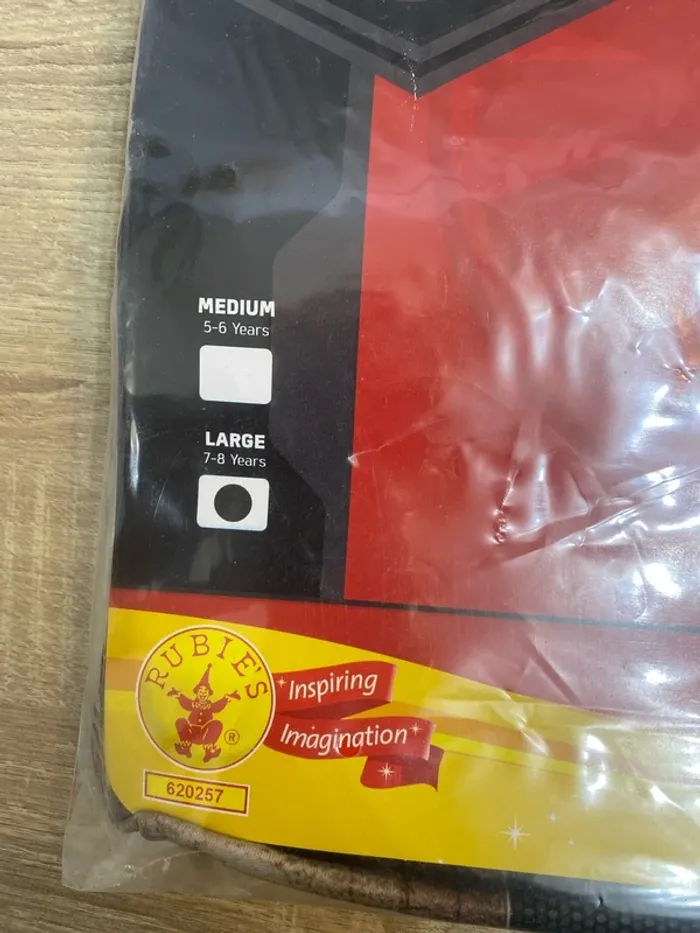 MEDIUM
5-6 Years
LARGE
7-8 Years
RUBIE'S
®
Inspiring
Imagination
620257